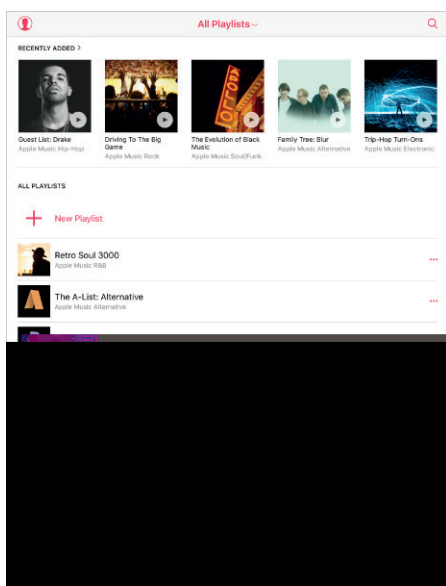 All Playlists
RECENTLY ADDED >
Guest List: Drake
Apple Music Hip-Hop
Driving To The Big
Game
Apple Music Rock
The Evolution of Black
Music
Apple Music Soul/Funk
Family Tree: Blur
Apple Music Alternative
Trip-Hop Turn-Ons
Apple Music Electronic
ALL PLAYLISTS
New Playlist
Retro Soul 3000
Apple Music R&B
The A-List: Alternative
Apple Music Alternative